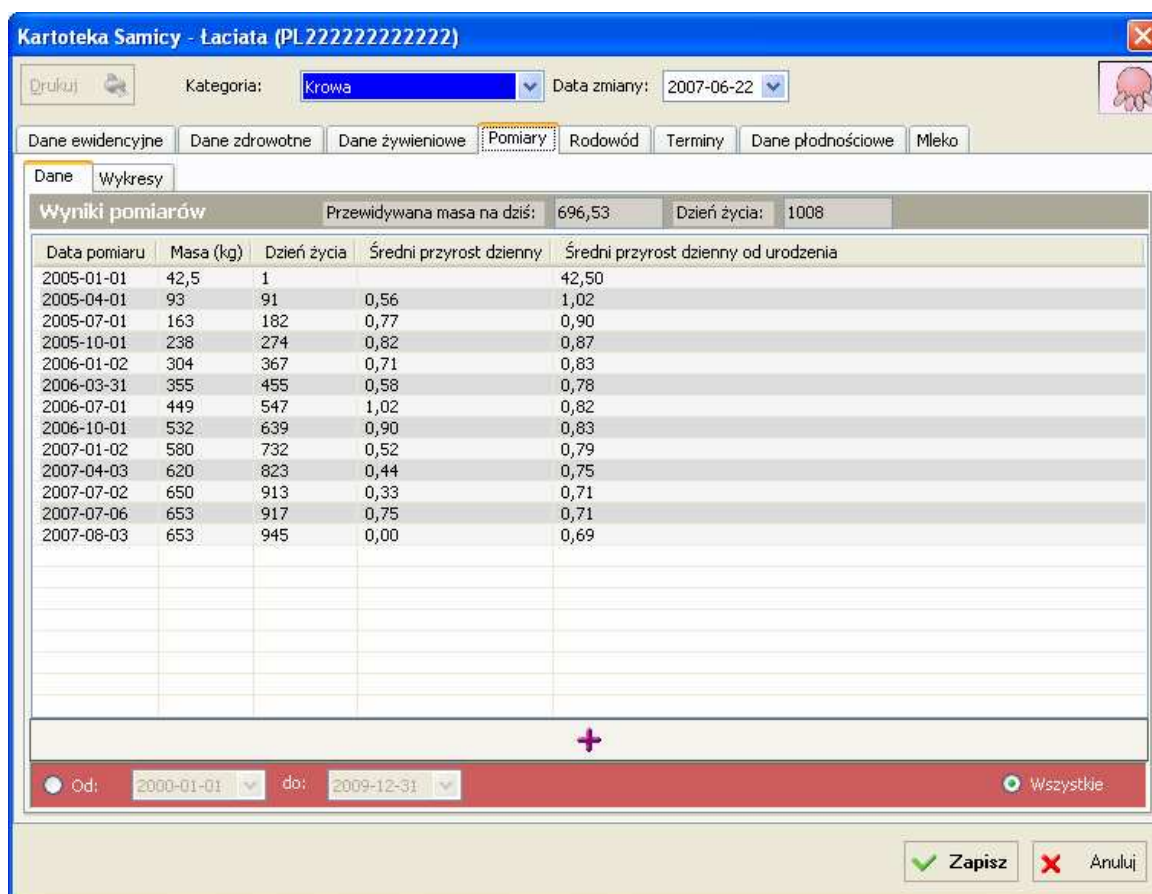 Kartoteka Samicy - Łaciata (PL222222222222)
Drukuj Kategoria: Krowa Data zmiany: 2007-06-22
Dane ewidencyjne Dane zdrowotne Dane żywieniowe Pomiary Rodowód Terminy Dane płodnościowe Mleko
Dane Wykresy
Wyniki pomiarów Przewidywana masa na dziś: 696,53 Dzień życia: 1008
Data pomiaru Masa (kg) Dzień życia Średni przyrost dzienny Średni przyrost dzienny od urodzenia
2005-01-01 42,5 1 42,50
2005-04-01 93 91 0,56 1,02
2005-07-01 163 182 0,77 0,90
2005-10-01 238 274 0,82 0,87
2006-01-02 304 367 0,71 0,83
2006-03-31 355 455 0,58 0,78
2006-07-01 449 547 1,02 0,82
2006-10-01 532 639 0,90 0,83
2007-01-02 580 732 0,52 0,79
2007-04-03 620 823 0,44 0,75
2007-07-02 650 913 0,33 0,71
2007-07-06 653 917 0,75 0,71
2007-08-03 653 945 0,00 0,69
Od: 2000-01-01 do: 2009-12-31 Wszystkie
Zapisz Anuluj